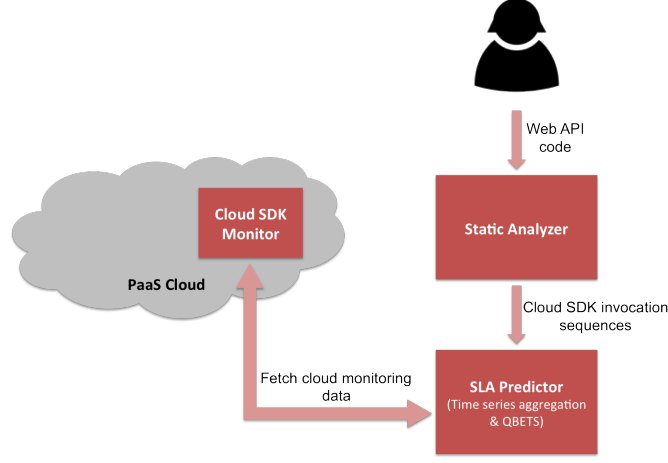 Web API
code
Cloud SDK
Monitor
Static Analyzer
PaaS Cloud
Cloud SDK invocation
sequences
Fetch cloud monitoring
data
SLA Predictor
(Time series aggregation
& QBETS)